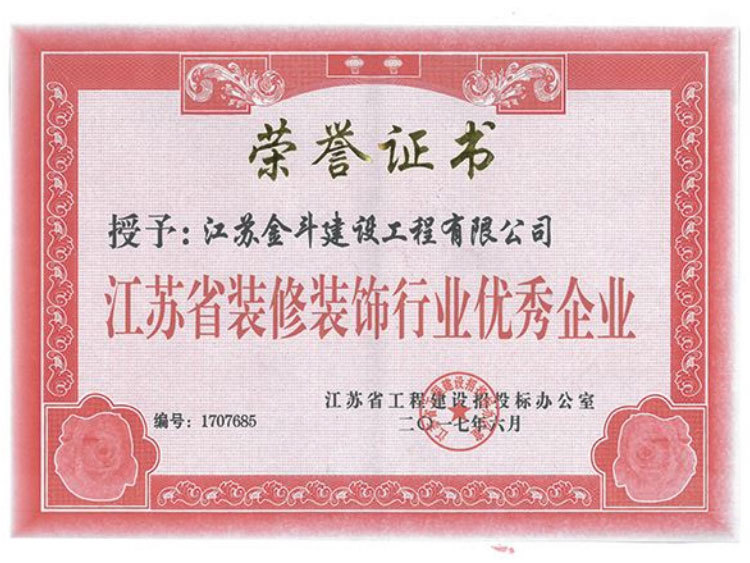 荣誉证书
授予:江苏金斗建设工程有限公司
江苏省装修装饰行业优秀企业
江苏省工程建设招投标办公室
编号:1707685
二〇一七年六月